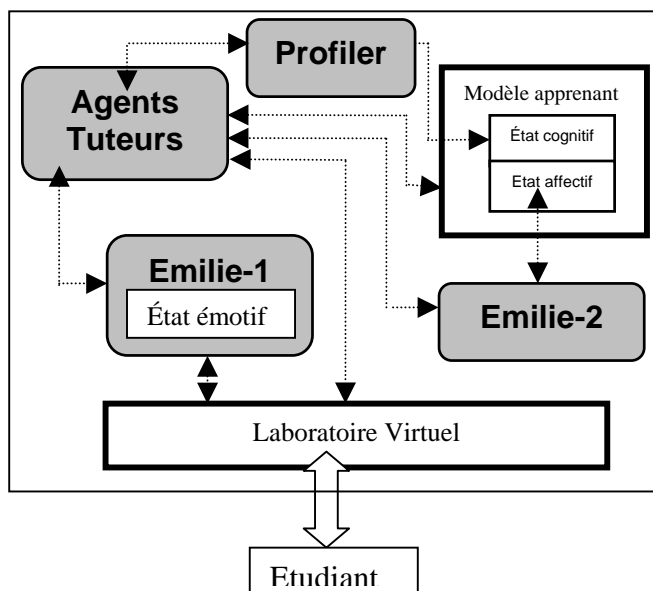 Profiler
Agents
Tuteurs
Modèle apprenant
État cognitif
Etat affectif
Emilie-1
État émotif
Emilie-2
Laboratoire Virtuel
Etudiant